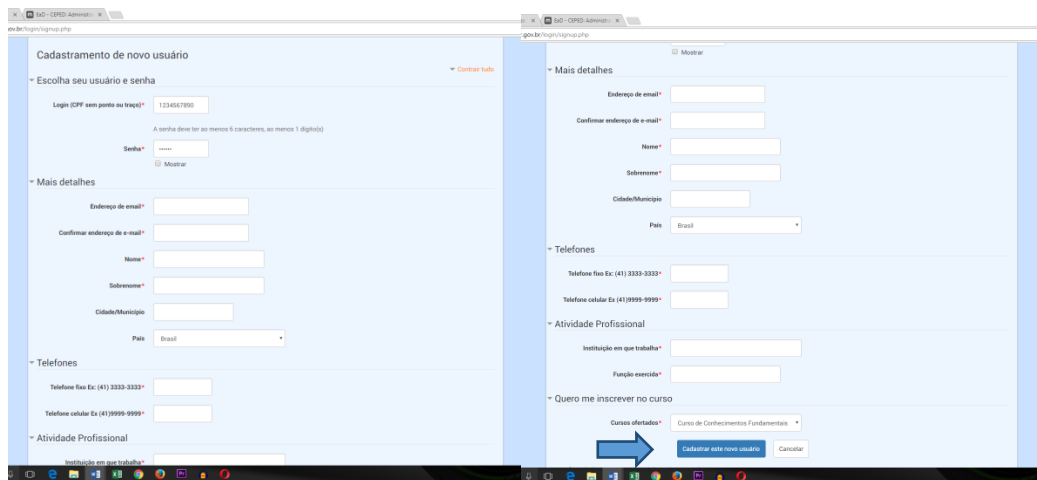 EaD - CEPED: Administr
gov.br/login/signup.php
Cadastramento de novo usuário
Contrair tudo
Escolha seu usuário e senha
Login (CPF sem ponto ou traço)* 1234567890
A senha deve ter ao menos 6 caracteres, ao menos 1 dígito(s)
Senha* ······
Mostrar
Mais detalhes
Endereço de email*
Confirmar endereço de e-mail*
Nome*
Sobrenome*
Cidade/Município
País Brasil
Telefones
Telefone fixo Ex: (41) 3333-3333*
Telefone celular Ex (41)9999-9999*
Atividade Profissional
Instituição em que trabalha*
EaD - CEPED: Administr
.gov.br/login/signup.php
Mostrar
Mais detalhes
Endereço de email*
Confirmar endereço de e-mail*
Nome*
Sobrenome*
Cidade/Município
País Brasil
Telefones
Telefone fixo Ex: (41) 3333-3333*
Telefone celular Ex (41)9999-9999*
Atividade Profissional
Instituição em que trabalha*
Função exercida*
Quero me inscrever no curso
Cursos ofertados* Curso de Conhecimentos Fundamentais
Cadastrar este novo usuário Cancelar